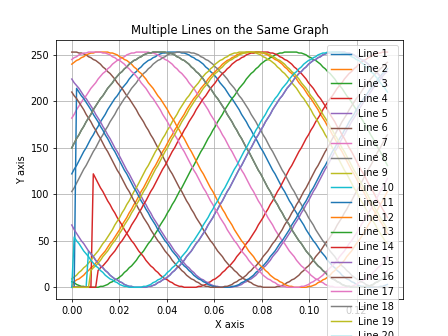 Multiple Lines on the Same Graph
Y axis
250
200
150
100
50
0
0.00
0.02
0.04
0.06
0.08
0.10
X axis
Line 1
Line 2
Line 3
Line 4
Line 5
Line 6
Line 7
Line 8
Line 9
Line 10
Line 11
Line 12
Line 13
Line 14
Line 15
Line 16
Line 17
Line 18
Line 19
Line 20